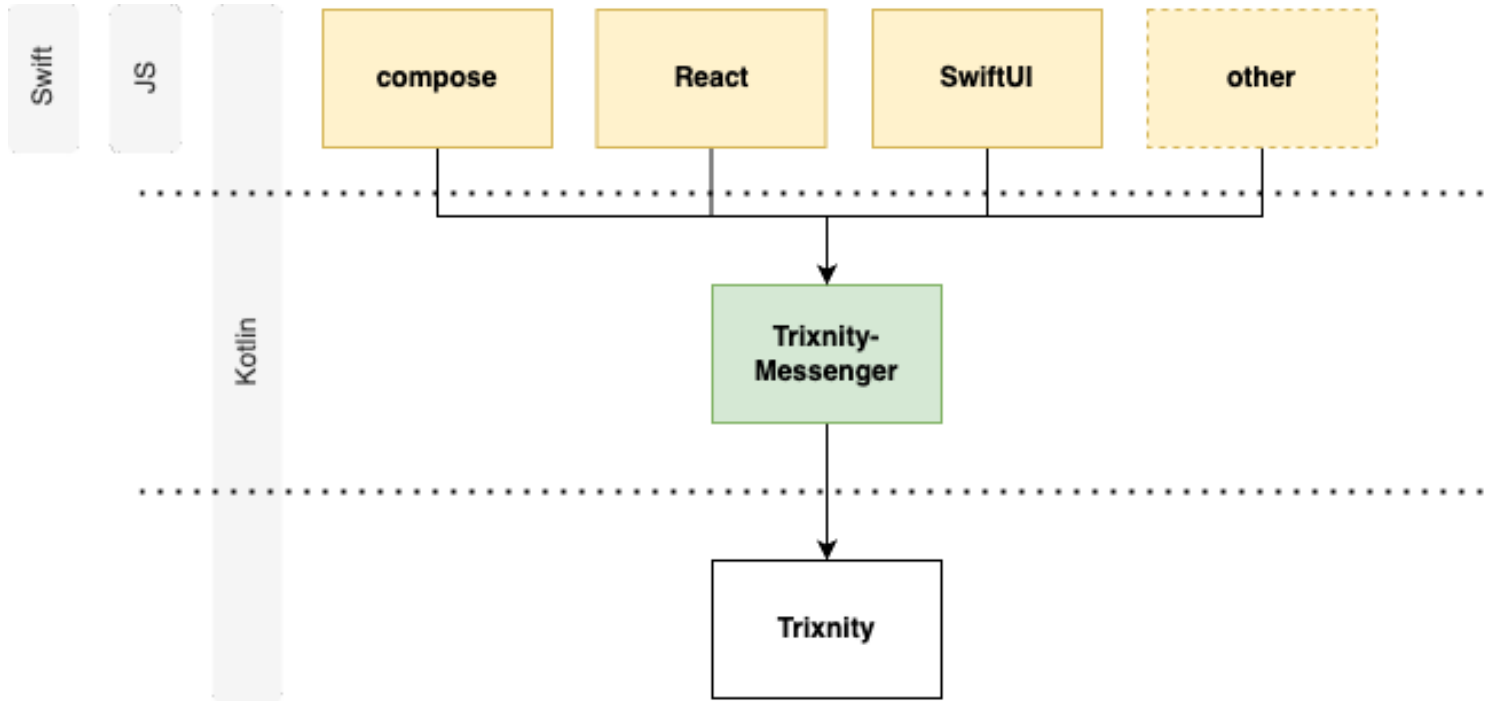 Swift
JS
Kotlin
compose
React
SwiftUI
other
Trixnity-
Messenger
Trixnity